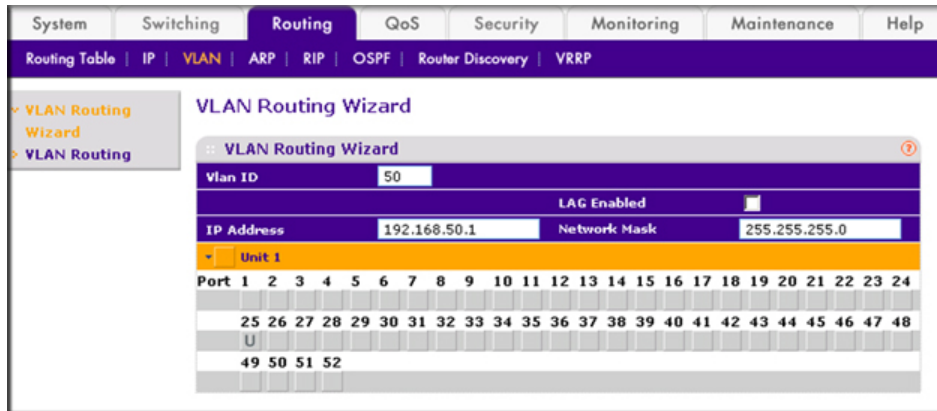 System Switching Routing QoS Security Monitoring Maintenance Help
Routing Table | IP | VLAN | ARP | RIP | OSPF | Router Discovery | VRRP
VLAN Routing Wizard
VLAN Routing
VLAN Routing Wizard
VLAN Routing Wizard ?
Vlan ID 50
LAG Enabled
IP Address 192.168.50.1 Network Mask 255.255.255.0
Unit 1
Port 1 2 3 4 5 6 7 8 9 10 11 12 13 14 15 16 17 18 19 20 21 22 23 24
25 26 27 28 29 30 31 32 33 34 35 36 37 38 39 40 41 42 43 44 45 46 47 48
U
49 50 51 52